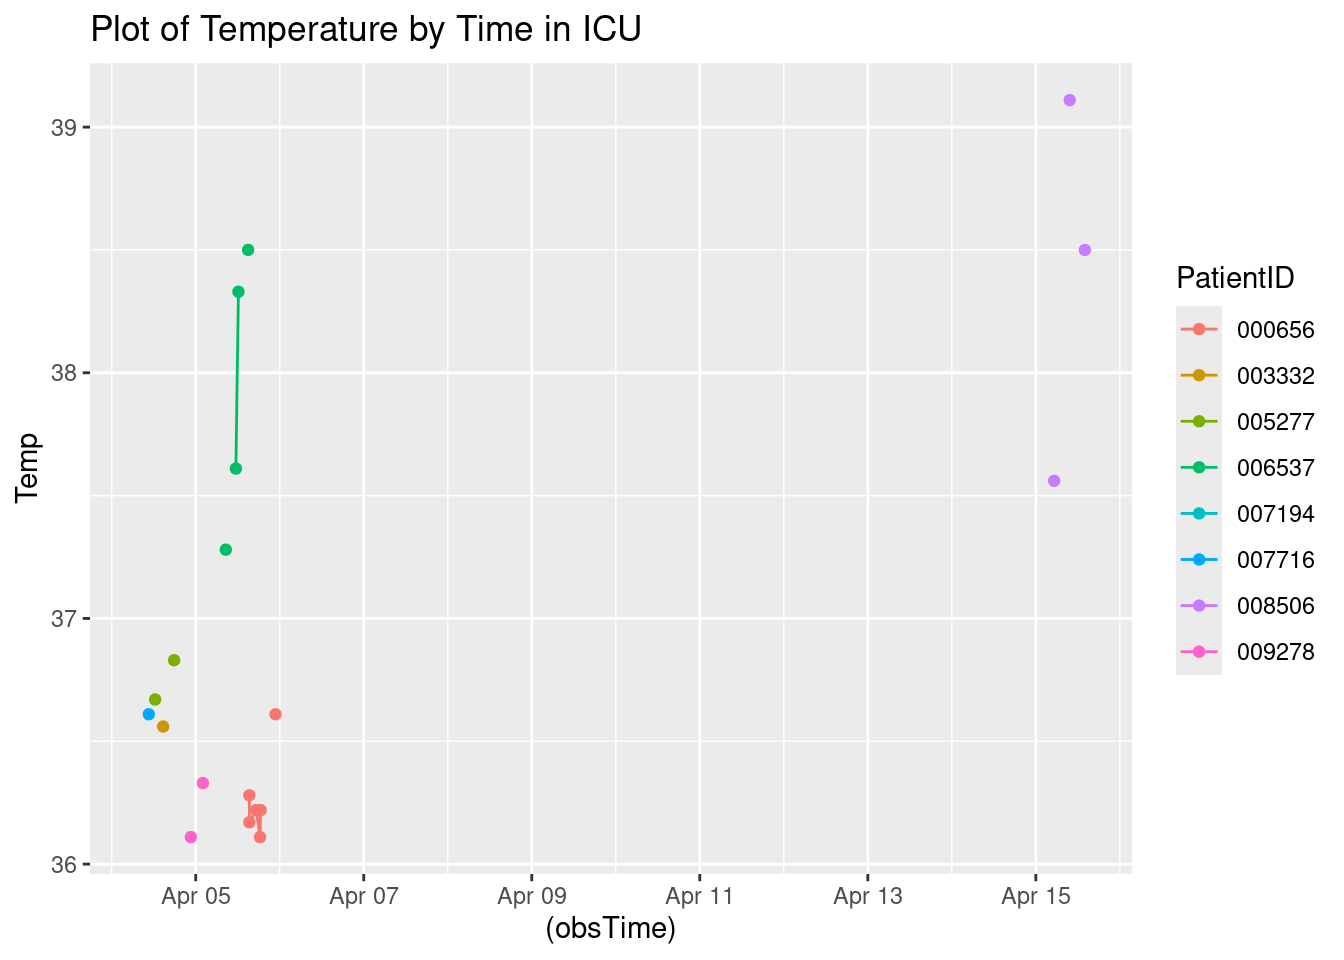 Plot of Temperature by Time in ICU
39
38
37
36
Temp
Apr 05 Apr 07 Apr 09 Apr 11 Apr 13 Apr 15
(obsTime)
PatientID
000656
003332
005277
006537
007194
007716
008506
009278